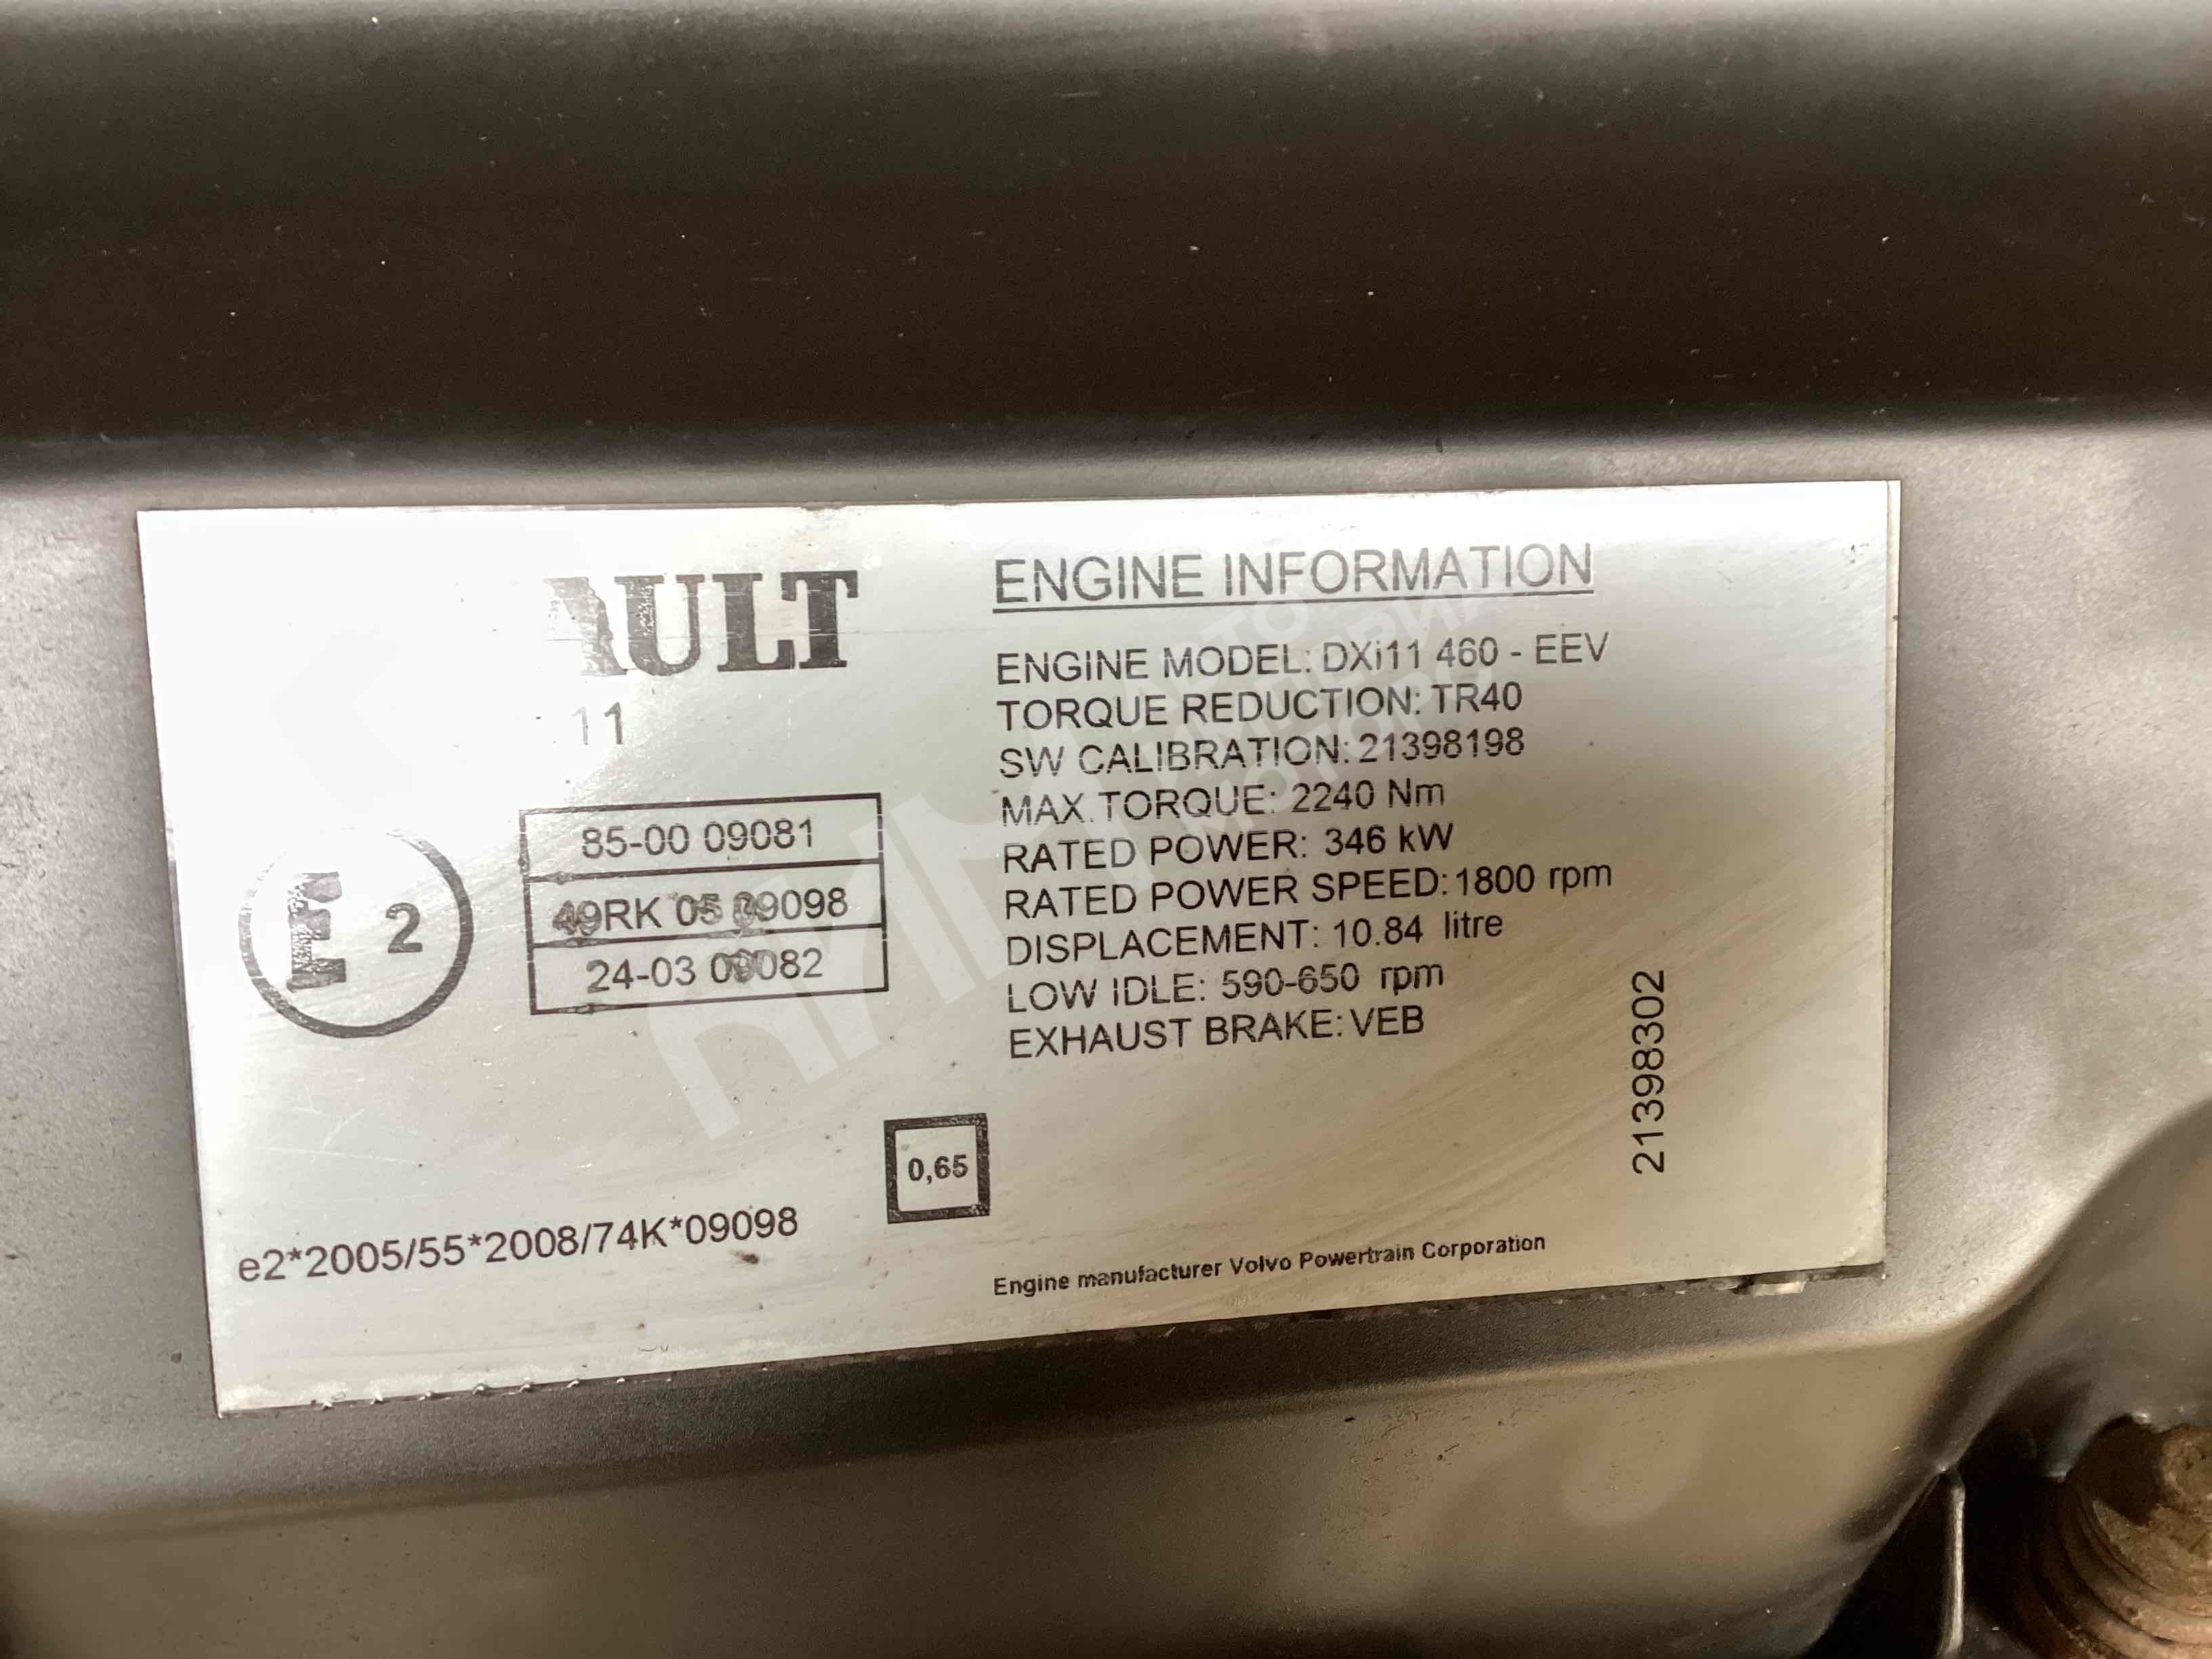 AULT
11
E 2
85-00 09081
49RK 05 09098
24-03 09082
0,65
e2*2005/55*2008/74K*09098
ENGINE INFORMATION
ENGINE MODEL: DXi11 460 - EEV
TORQUE REDUCTION: TR40
SW CALIBRATION: 21398198
MAX. TORQUE: 2240 Nm
RATED POWER: 346 kW
RATED POWER SPEED: 1800 rpm
DISPLACEMENT: 10.84 litre
LOW IDLE: 590-650 rpm
EXHAUST BRAKE: VEB
21398302
Engine manufacturer Volvo Powertrain Corporation